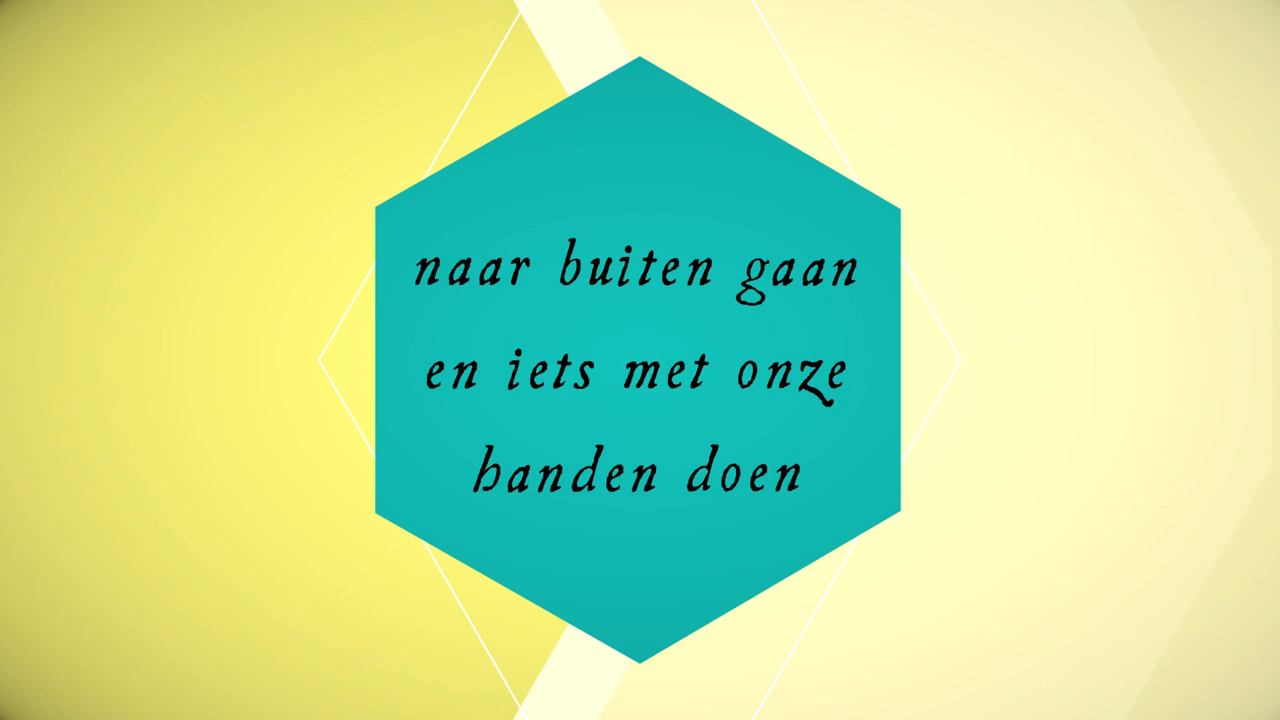 naar buiten gaan
en iets met onze
handen doen